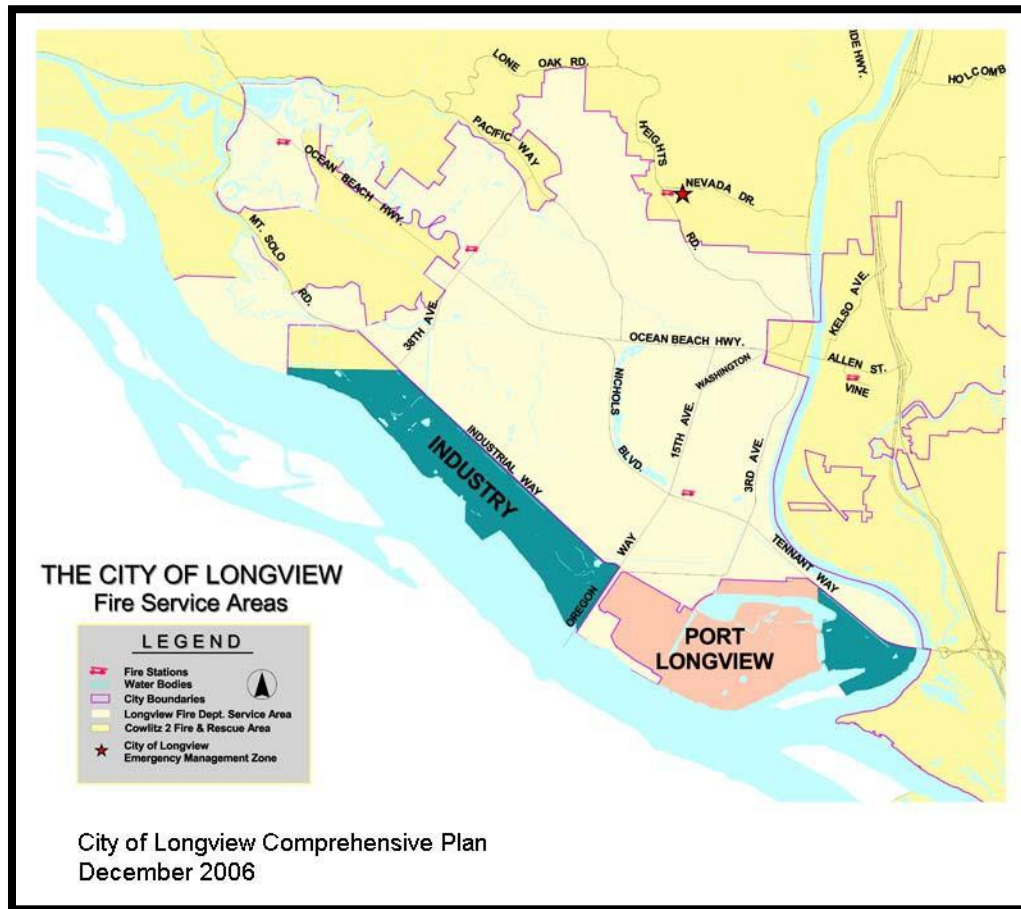 LONE
OAK RD.
IDE HWY.
HOLCOMB
PACIFIC WAY
HEIGHTS
RD.
NEVADA DR.
OCEAN BEACH HWY.
MT. SOLO
RD.
38TH AVE.
KELSO AVE.
OCEAN BEACH HWY.
WASHINGTON
ALLEN ST.
VINE
NICHOLS
BLVD.
15TH AVE.
3RD AVE.
INDUSTRIAL WAY
INDUSTRY
TENNANT WAY
OREGON
WAY
PORT
LONGVIEW
THE CITY OF LONGVIEW
Fire Service Areas
LEGEND
Fire Stations
Water Bodies
City Boundaries
Longview Fire Dept. Service Area
Cowlitz 2 Fire & Rescue Area
City of Longview
Emergency Management Zone
City of Longview Comprehensive Plan
December 2006